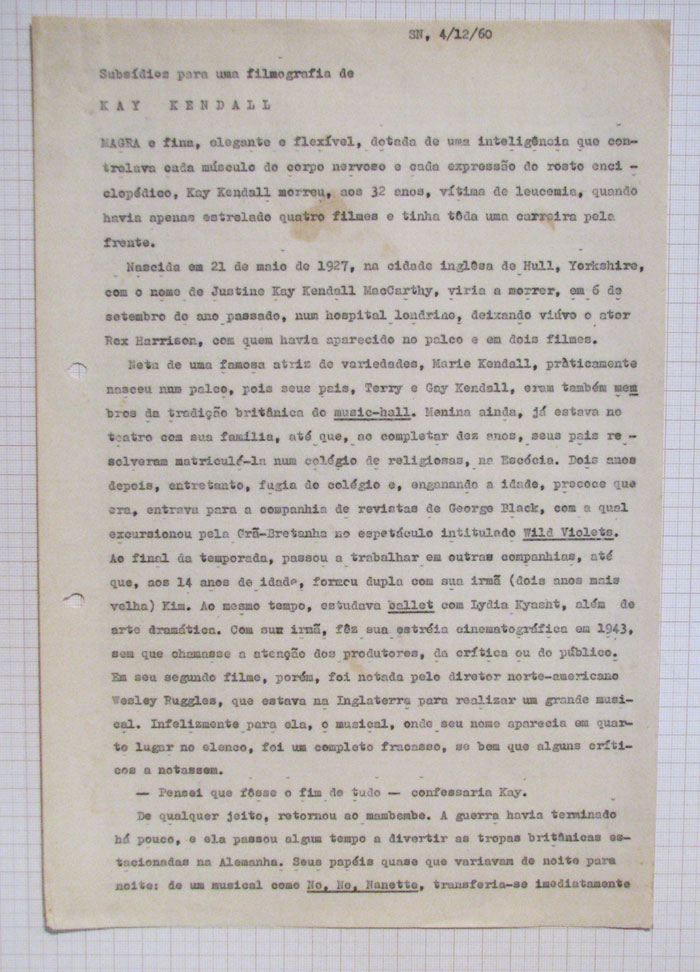 SN, 4/12/60
Subsídios para uma filmografia de
KAY KENDALL
MAGRA e fina, elegante e flexível, dotada de uma inteligência que con-
trolava cada músculo do corpo nervoso e cada expressão do rosto enci -
clopédico, Kay Kendall morreu, aos 32 anos, vítima de leucemia, quando
havia apenas estrelado quatro filmes e tinha tôda uma carreira pela
frente.
Nascida em 21 de maio de 1927, na cidade inglêsa de Hull, Yorkshire,
com o nome de Justine Kay Kendall MacCarthy, viria a morrer, em 6 de
setembro do ano passado, num hospital londrino, deixando viúvo o ator
Rex Harrison, com quem havia aparecido no palco e em dois filmes.
Neta de uma famosa atriz de variedades, Marie Kendall, pràticamente
nasceu num palco, pois seus pais, Terry e Gay Kendall, eram também mem
bros da tradição britânica do music-hall. Menina ainda, já estava no
teatro com sua família, até que, ao completar dez anos, seus pais re -
solveram matriculé-la num colégio de religiosas, na Escócia. Dois anos
depois, entretanto, fugia do colégio e, enganando a idade, precoce que
era, entrava para a companhia de revistas de George Black, com a qual
excursionou pela Grã-Bretanha no espetáculo intitulado Wild Violets.
Ao final da temporada, passou a trabalhar em outras companhias, até
que, aos 14 anos de idade, formou dupla com sua irmã (dois anos mais
velha) Kim. Ao mesmo tempo, estudava ballet com Lydia Kyasht, além de
arte dramática. Com sua irmã, fêz sua estréia cinematográfica em 1943,
sem que chamasse a atenção dos produtores, da crítica ou do público.
Em seu segundo filme, porém, foi notada pelo diretor norte-americano
Wesley Ruggles, que estava na Inglaterra para realizar um grande musi-
cal. Infelizmente para ela, o musical, onde seu nome aparecia em quar-
to lugar no elenco, foi um completo fracasso, se bem que alguns críti-
cos a notassem.
— Pensei que fôsse o fim de tudo — confessaria Kay.
De qualquer jeito, retornou ao mambembe. A guerra havia terminado
há pouco, e ela passou algum tempo a divertir as tropas britânicas es-
tacionadas na Alemanha. Seus papéis quase que variavam de noite para
noite: de um musical como No, No, Nanette, transferia-se imediatamente